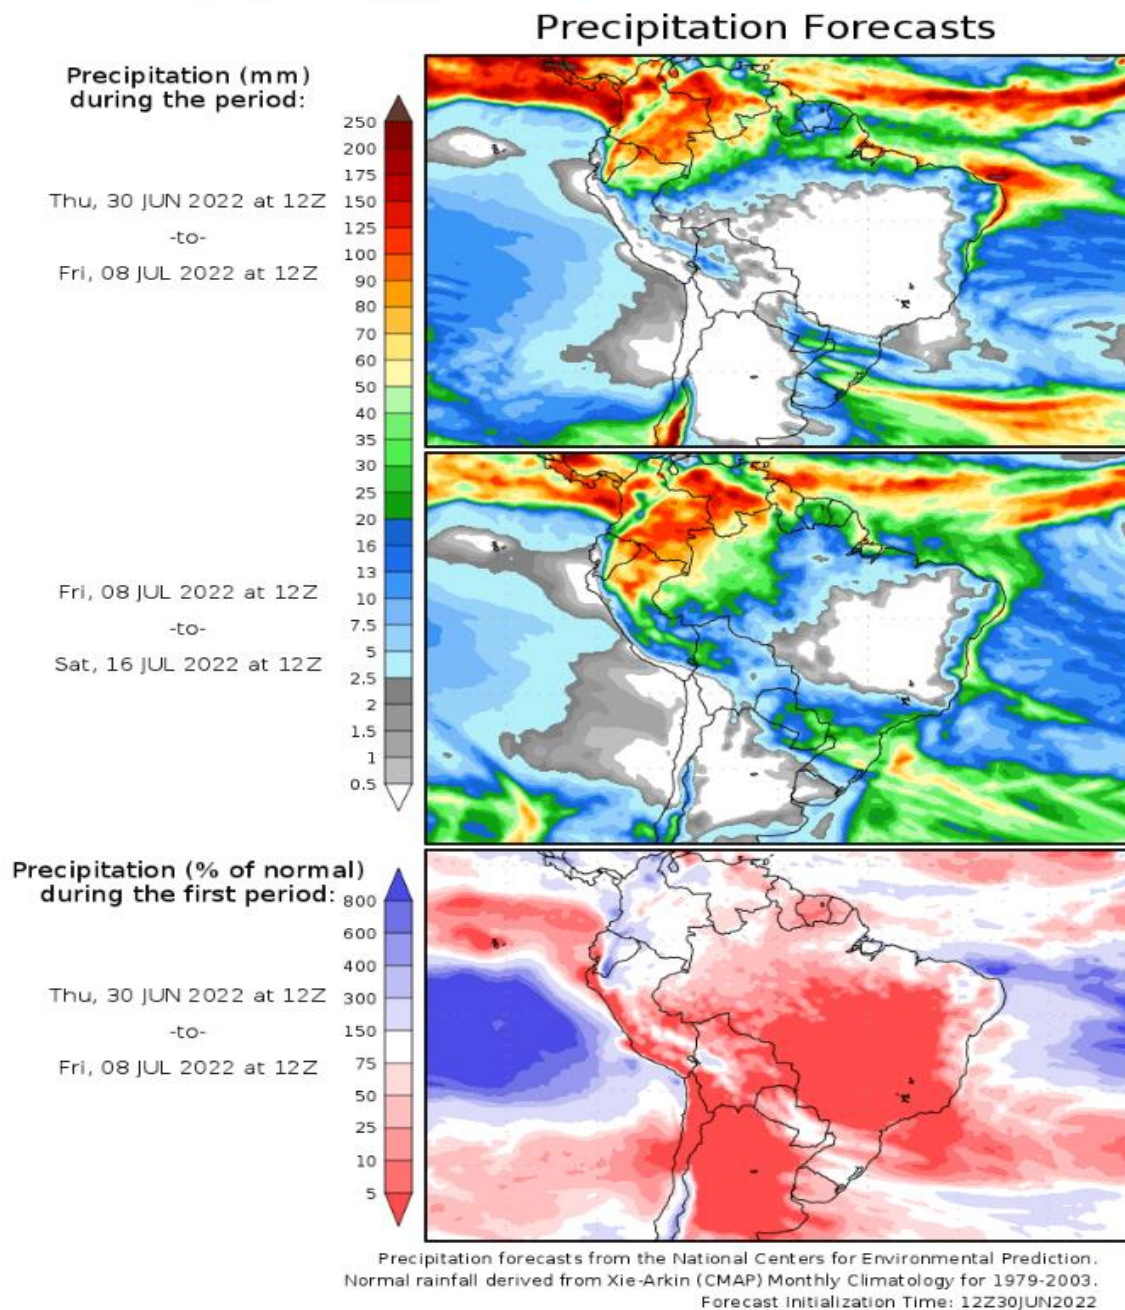 Precipitation Forecasts
Precipitation (mm)
during the period:
Thu, 30 JUN 2022 at 12Z
-to-
Fri, 08 JUL 2022 at 12Z
250
200
175
150
125
100
90
80
70
60
50
40
35
30
25
20
16
13
10
7.5
5
2.5
2
1.5
1
0.5
Fri, 08 JUL 2022 at 12Z
-to-
Sat, 16 JUL 2022 at 12Z
Precipitation (% of normal)
during the first period:
Thu, 30 JUN 2022 at 12Z
-to-
Fri, 08 JUL 2022 at 12Z
800
600
400
300
150
75
50
25
10
5
Precipitation forecasts from the National Centers for Environmental Prediction.
Normal rainfall derived from Xie-Arkin (CMAP) Monthly Climatology for 1979-2003.
Forecast Initialization Time: 12Z30JUN2022